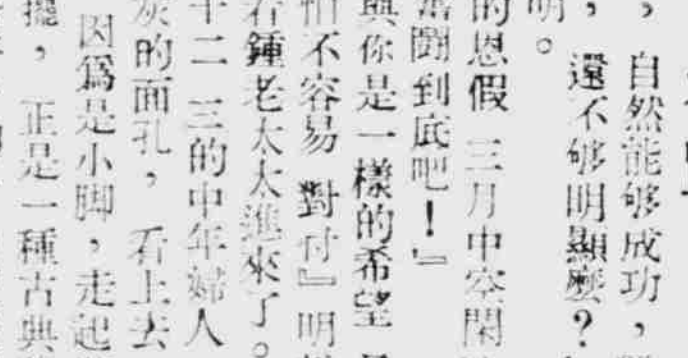 ，自然能够成功，
，還不够明顯麼？
明。
的恩假　三月中空閑
奮鬪到底吧！』
與你是一樣的希望
怕不容易　對付』明
着鍾老太太進來了。
十二　三的中年婦人
灰的面孔，看上去
因爲是小脚，走起
擺，正是一種古典